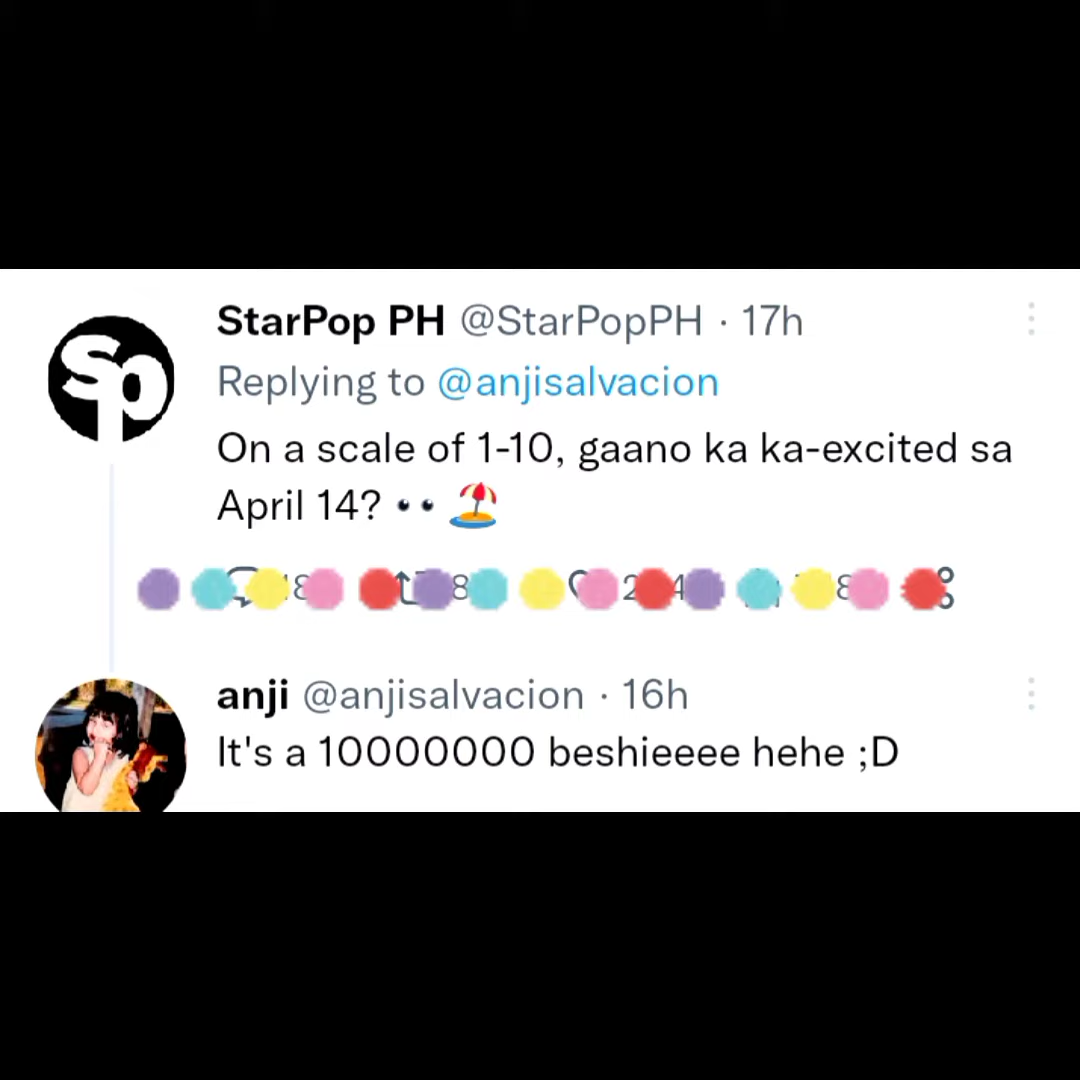 SP
StarPop PH @StarPopPH · 17h
Replying to @anjisalvacion
On a scale of 1-10, gaano ka ka-excited sa
April 14? 👀 🏖️
anji @anjisalvacion · 16h
It's a 10000000 beshieeee hehe ;D